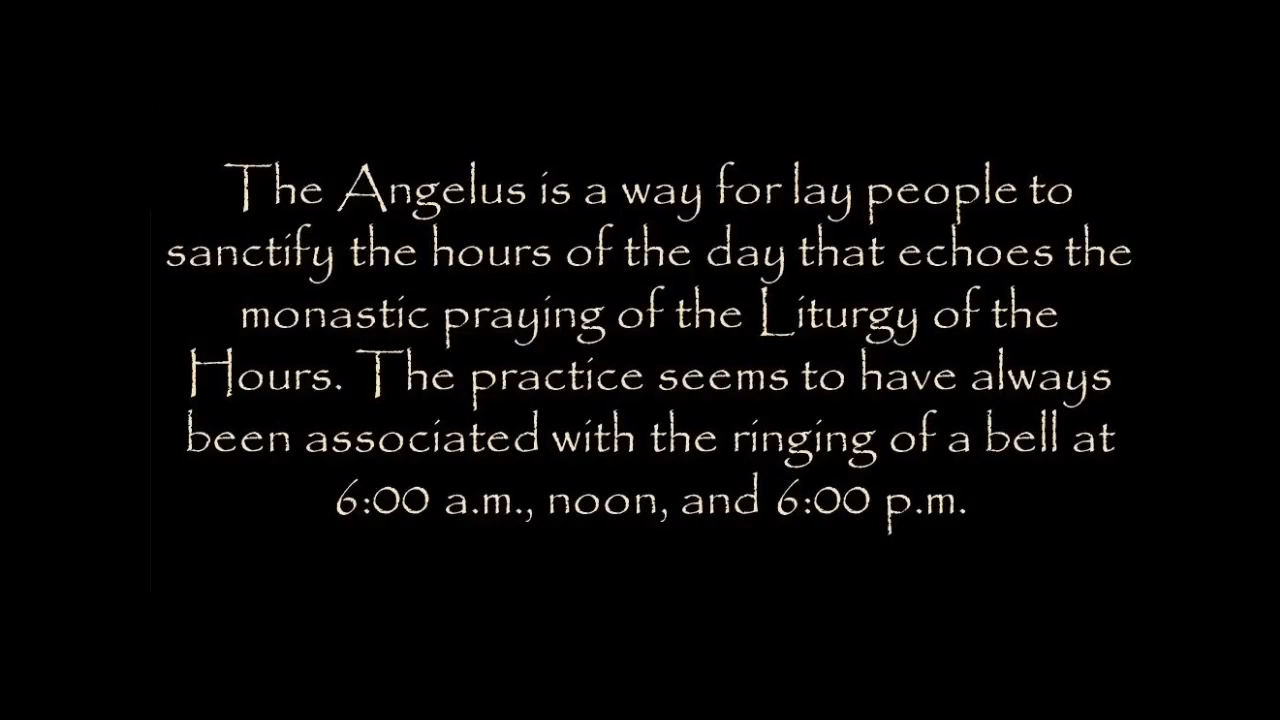 The Angelus is a way for lay people to
sanctify the hours of the day that echoes the
monastic praying of the Liturgy of the
Hours. The practice seems to have always
been associated with the ringing of a bell at
6:00 a.m., noon, and 6:00 p.m.